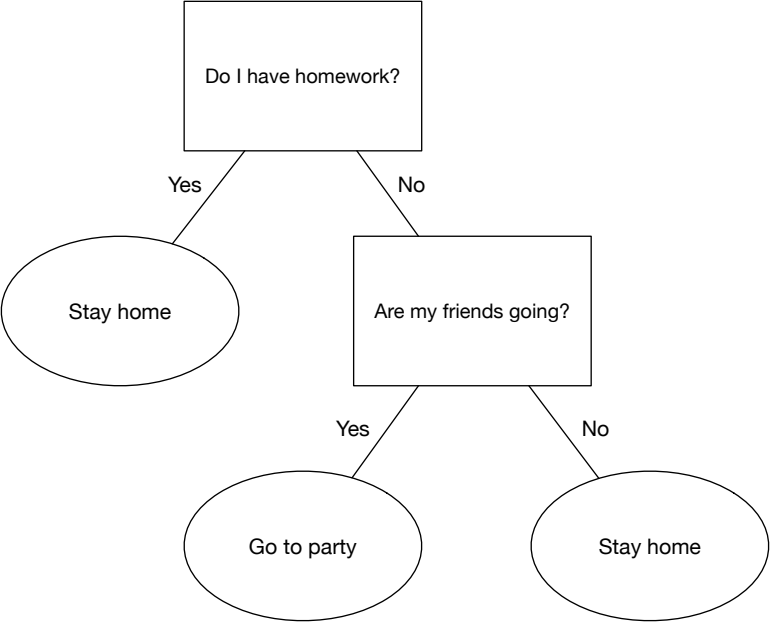 Do I have homework?
Yes
No
Stay home
Are my friends going?
Yes
No
Go to party
Stay home